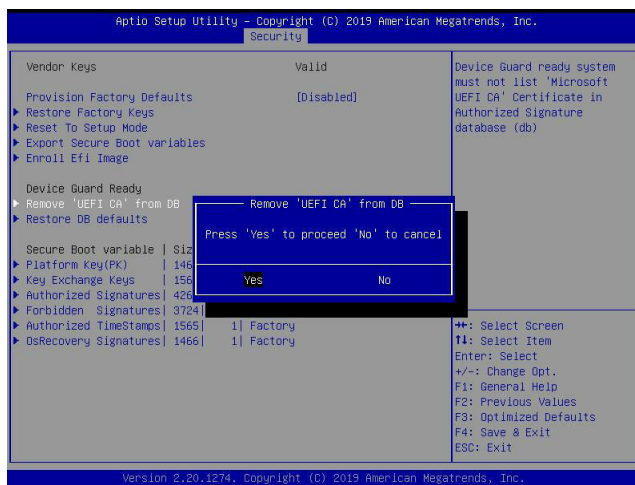 Aptio Setup Utility – Copyright (C) 2019 American Megatrends, Inc.
Security
Vendor Keys Valid
Provision Factory Defaults [Disabled]
Restore Factory Keys
Reset To Setup Mode
Export Secure Boot variables
Enroll Efi Image
Device Guard Ready
Remove 'UEFI CA' from DB
Restore DB defaults
Secure Boot variable | Siz
Platform Key(PK) | 146
Key Exchange Keys | 156
Authorized Signatures| 426
Forbidden Signatures| 3724|
Authorized TimeStamps| 1565| 1| Factory
OsRecovery Signatures| 1466| 1| Factory
Remove 'UEFI CA' from DB
Press 'Yes' to proceed 'No' to cancel
Yes No
Device Guard ready system
must not list 'Microsoft
UEFI CA' Certificate in
Authorized Signature
database (db)
→←: Select Screen
↑↓: Select Item
Enter: Select
+/-: Change Opt.
F1: General Help
F2: Previous Values
F3: Optimized Defaults
F4: Save & Exit
ESC: Exit
Version 2.20.1274. Copyright (C) 2019 American Megatrends, Inc.